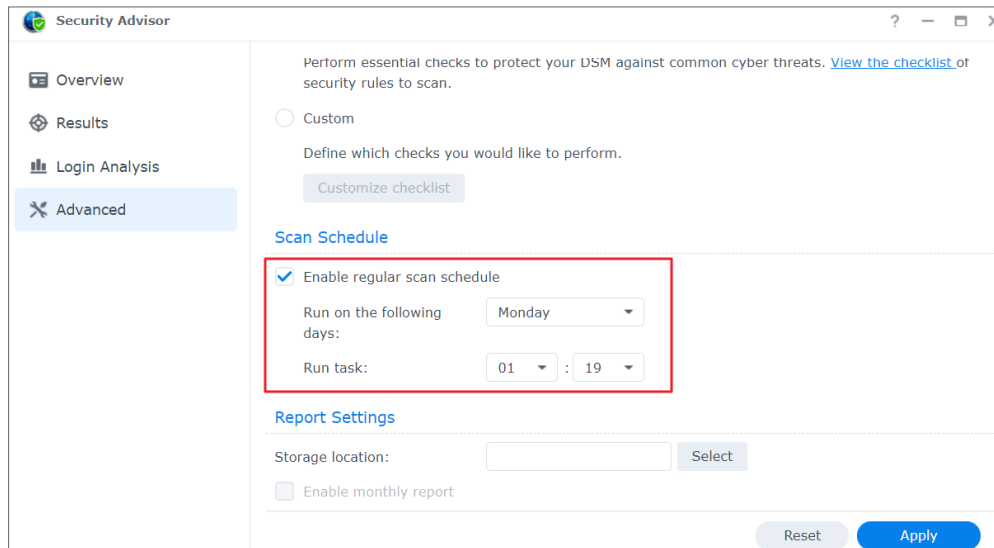 Security Advisor
Overview
Results
Login Analysis
Advanced
Perform essential checks to protect your DSM against common cyber threats. View the checklist of
security rules to scan.
Custom
Define which checks you would like to perform.
Customize checklist
Scan Schedule
Enable regular scan schedule
Run on the following
days:
Monday
Run task:
01 : 19
Report Settings
Storage location:
Select
Enable monthly report
Reset
Apply